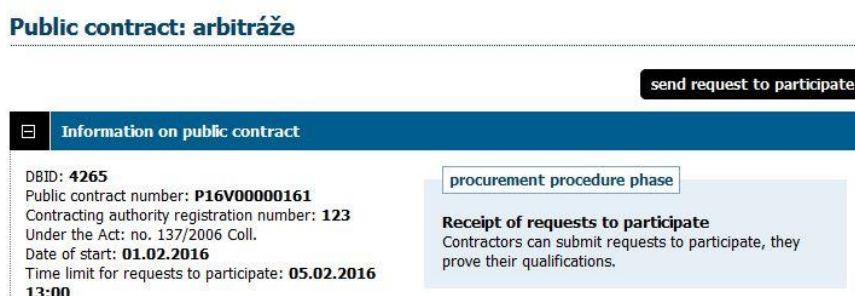 Public contract: arbitráže
send request to participate
Information on public contract
DBID: 4265
Public contract number: P16V00000161
Contracting authority registration number: 123
Under the Act: no. 137/2006 Coll.
Date of start: 01.02.2016
Time limit for requests to participate: 05.02.2016
13:00
procurement procedure phase
Receipt of requests to participate
Contractors can submit requests to participate, they
prove their qualifications.